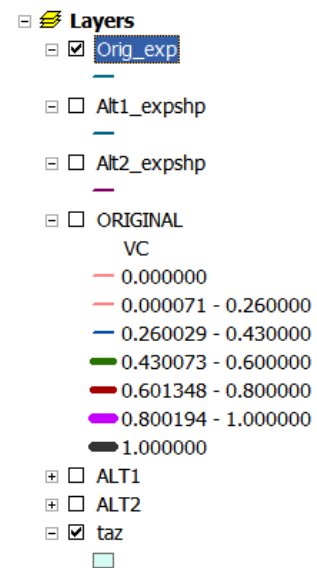 Layers
Orig_exp
Alt1_expshp
Alt2_expshp
ORIGINAL
VC
0.000000
0.000071 - 0.260000
0.260029 - 0.430000
0.430073 - 0.600000
0.601348 - 0.800000
0.800194 - 1.000000
1.000000
ALT1
ALT2
taz